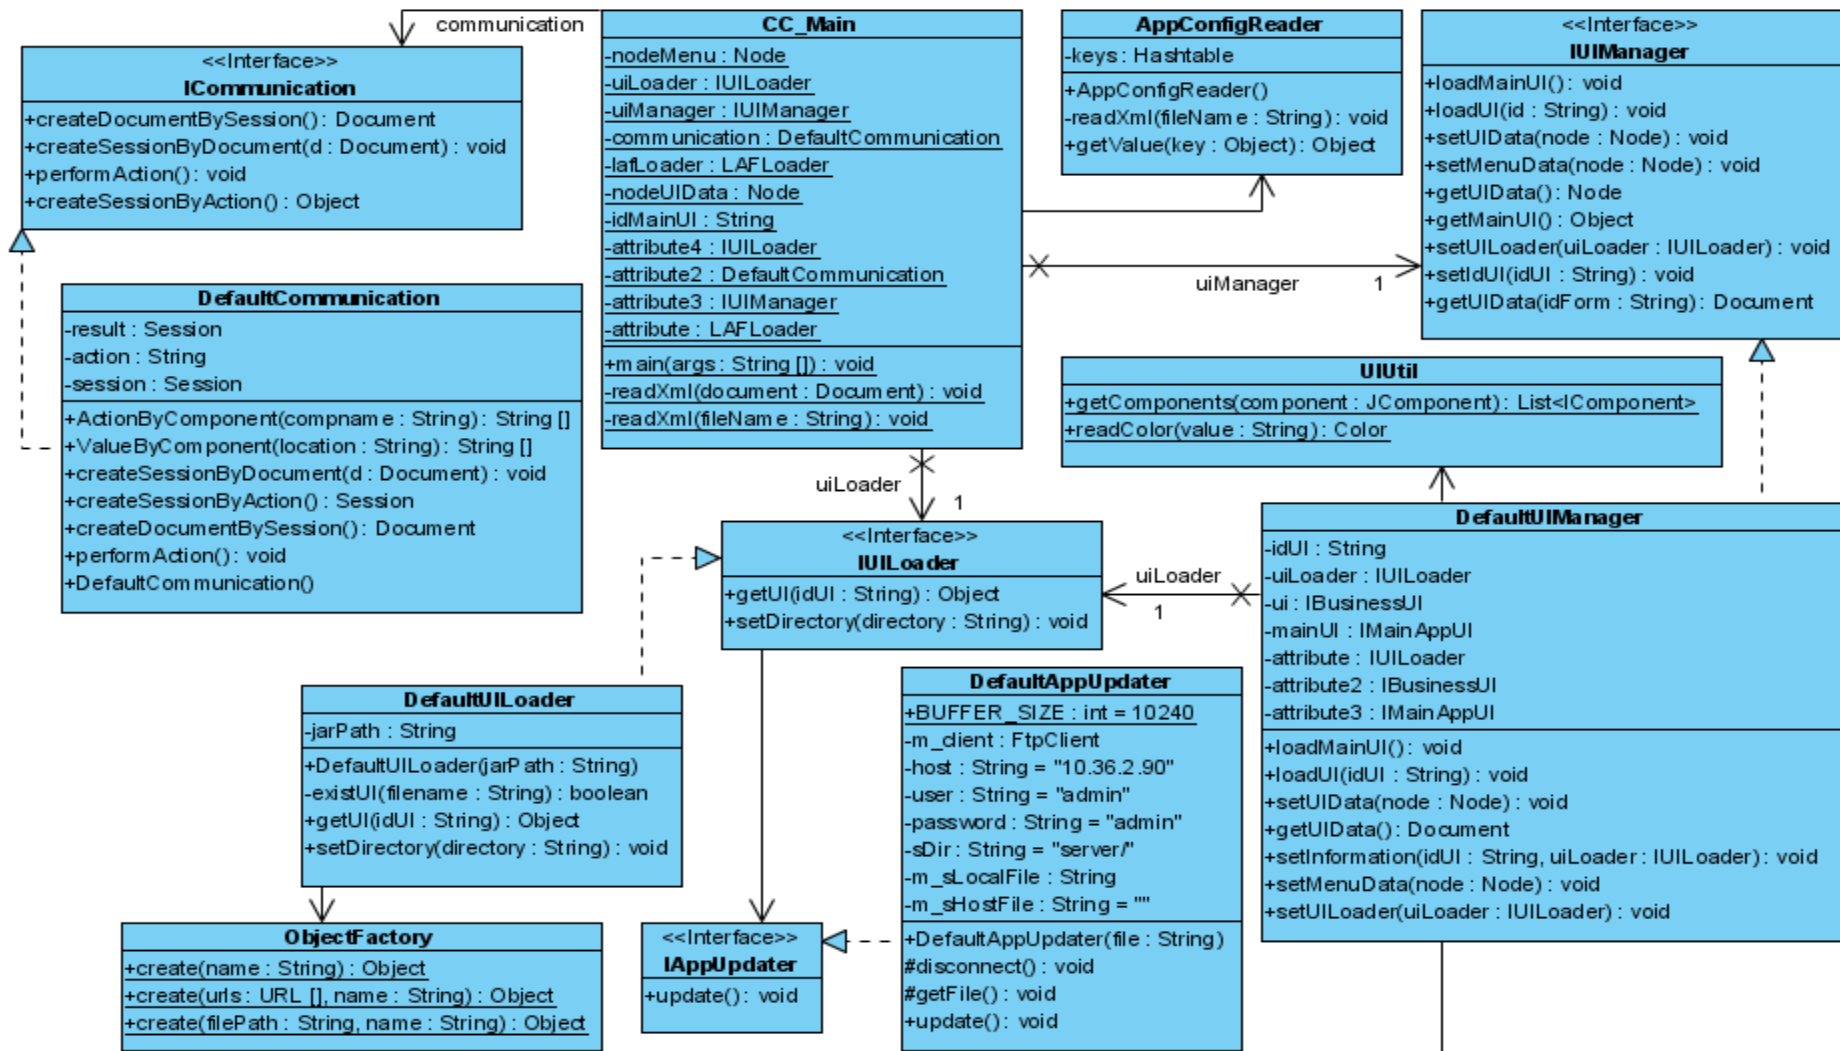 communication
<<Interface>>
ICommunication
+createDocumentBySession() : Document
+createSessionByDocument(d : Document) : void
+performAction() : void
+createSessionByAction() : Object
CC_Main
-nodeMenu : Node
-uiLoader : IUILoader
-uiManager : IUIManager
-communication : DefaultCommunication
-lafLoader : LAFLoader
-nodeUIData : Node
-idMainUI : String
-attribute4 : IUILoader
-attribute2 : DefaultCommunication
-attribute3 : IUIManager
-attribute : LAFLoader
+main(args : String []) : void
-readXml(document : Document) : void
-readXml(fileName : String) : void
AppConfigReader
-keys : Hashtable
+AppConfigReader()
-readXml(fileName : String) : void
+getValue(key : Object) : Object
<<Interface>>
IUIManager
+loadMainUI() : void
+loadUI(id : String) : void
+setUIData(node : Node) : void
+setMenuData(node : Node) : void
+getUIData() : Node
+getMainUI() : Object
+setUILoader(uiLoader : IUILoader) : void
+setIdUI(idUI : String) : void
+getUIData(idForm : String) : Document
uiManager
1
DefaultCommunication
-result : Session
-action : String
-session : Session
+ActionByComponent(compname : String) : String []
+ValueByComponent(location : String) : String []
+createSessionByDocument(d : Document) : void
+createSessionByAction() : Session
+createDocumentBySession() : Document
+performAction() : void
+DefaultCommunication()
UIUtil
+getComponents(component : JComponent) : List<IComponent>
+readColor(value : String) : Color
uiLoader
1
<<Interface>>
IUILoader
+getUI(idUI : String) : Object
+setDirectory(directory : String) : void
uiLoader
1
DefaultUIManager
-idUI : String
-uiLoader : IUILoader
-ui : IBusinessUI
-mainUI : IMainAppUI
-attribute : IUILoader
-attribute2 : IBusinessUI
-attribute3 : IMainAppUI
+loadMainUI() : void
+loadUI(idUI : String) : void
+setUIData(node : Node) : void
+getUIData() : Document
+setInformation(idUI : String, uiLoader : IUILoader) : void
+setMenuData(node : Node) : void
+setUILoader(uiLoader : IUILoader) : void
DefaultUILoader
-jarPath : String
+DefaultUILoader(jarPath : String)
-existUI(filename : String) : boolean
+getUI(idUI : String) : Object
+setDirectory(directory : String) : void
DefaultAppUpdater
+BUFFER_SIZE : int = 10240
-m_client : FtpClient
-host : String = "10.36.2.90"
-user : String = "admin"
-password : String = "admin"
-sDir : String = "server/"
-m_sLocalFile : String
-m_sHostFile : String = ""
+DefaultAppUpdater(file : String)
#disconnect() : void
#getFile() : void
+update() : void
ObjectFactory
+create(name : String) : Object
+create(urls : URL [], name : String) : Object
+create(filePath : String, name : String) : Object
<<Interface>>
IAppUpdater
+update() : void